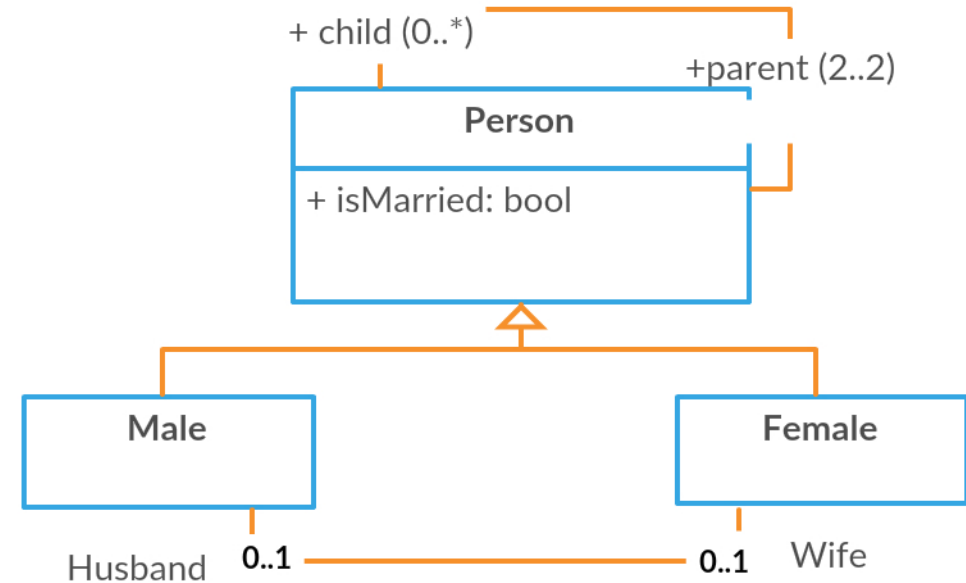 + child (0..*)
+parent (2..2)
Person
+ isMarried: bool
Male
Female
Husband
0..1
0..1
Wife